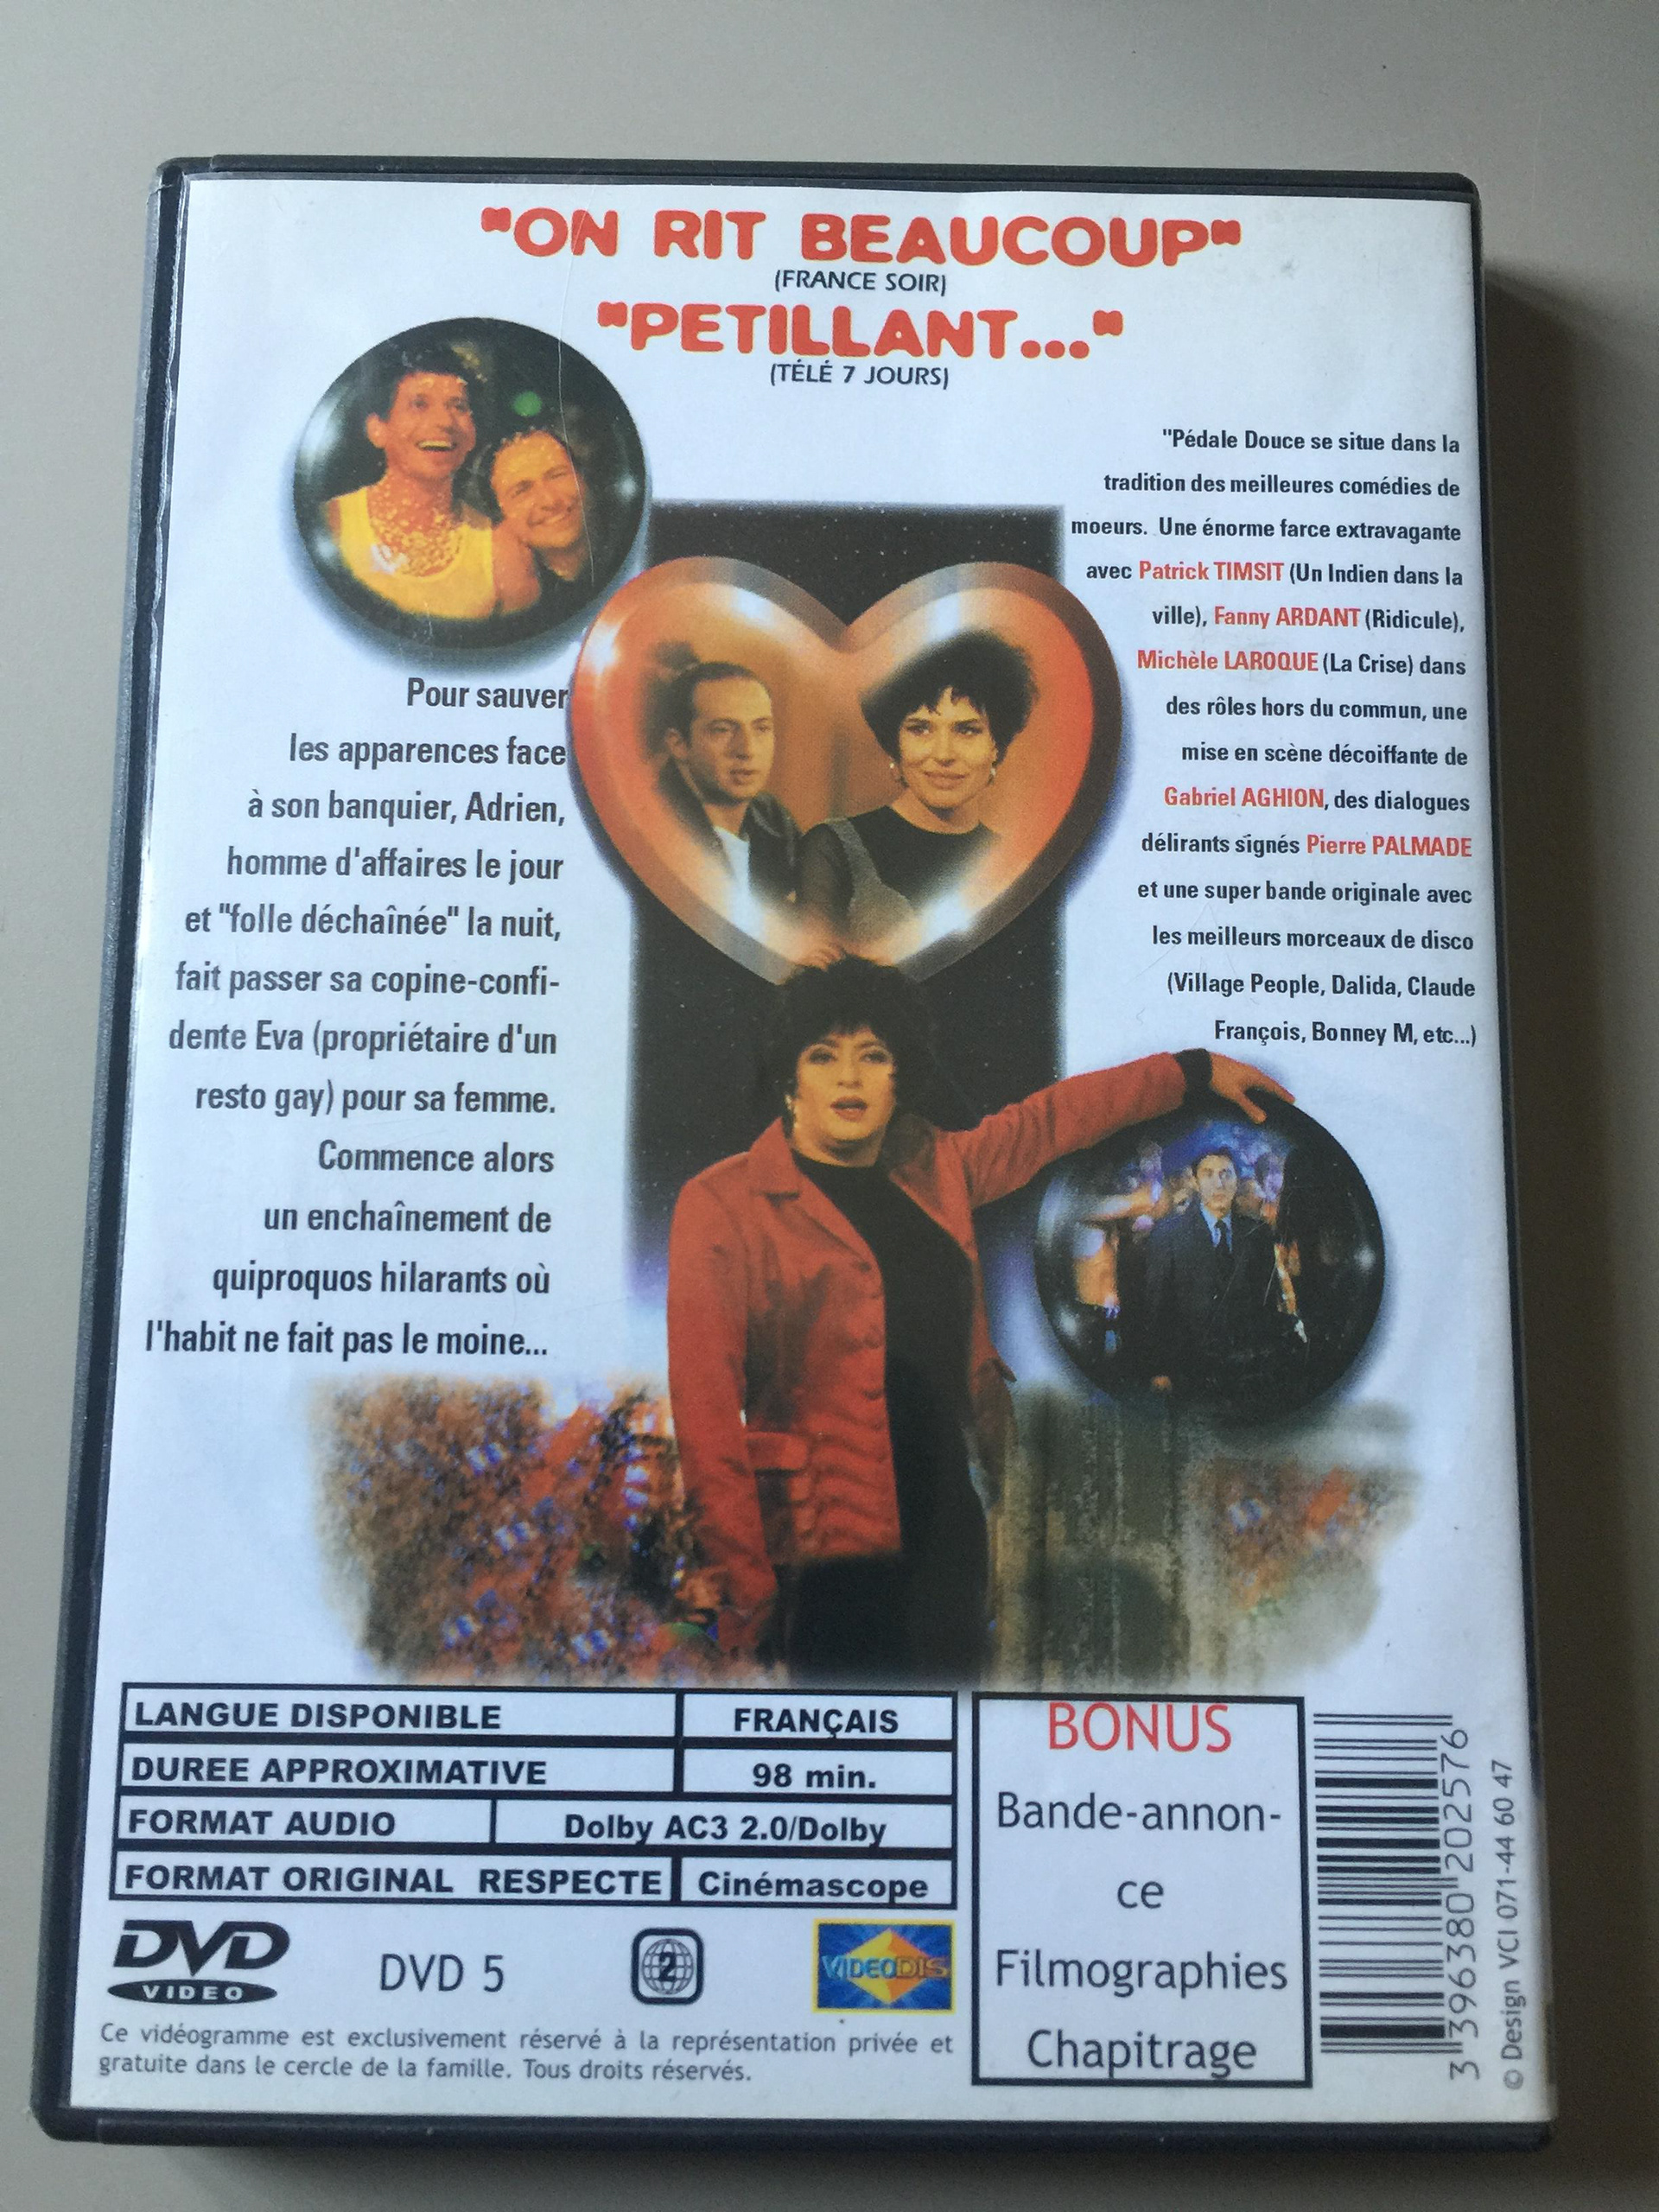 "ON RIT BEAUCOUP"
(FRANCE SOIR)
"PETILLANT..."
(TÉLÉ 7 JOURS)
"Pédale Douce se situe dans la
tradition des meilleures comédies de
moeurs. Une énorme farce extravagante
avec Patrick TIMSIT (Un Indien dans la
ville), Fanny ARDANT (Ridicule),
Michèle LAROQUE (La Crise) dans
des rôles hors du commun, une
mise en scène décoiffante de
Gabriel AGHION, des dialogues
délirants signés Pierre PALMADE
et une super bande originale avec
les meilleurs morceaux de disco
(Village People, Dalida, Claude
François, Bonney M, etc...)
Pour sauver
les apparences face
à son banquier, Adrien,
homme d'affaires le jour
et "folle déchaînée" la nuit,
fait passer sa copine-confi-
dente Eva (propriétaire d'un
resto gay) pour sa femme.
Commence alors
un enchaînement de
quiproquos hilarants où
l'habit ne fait pas le moine...
LANGUE DISPONIBLE FRANÇAIS
DUREE APPROXIMATIVE 98 min.
FORMAT AUDIO Dolby AC3 2.0/Dolby
FORMAT ORIGINAL RESPECTE Cinémascope
BONUS
Bande-annon-
ce
Filmographies
Chapitrage
DVD
VIDEO
DVD 5
2
VIDEODIS
Ce vidéogramme est exclusivement réservé à la représentation privée et
gratuite dans le cercle de la famille. Tous droits réservés.
3 396380 202576
© Design VCI 071-44 60 47